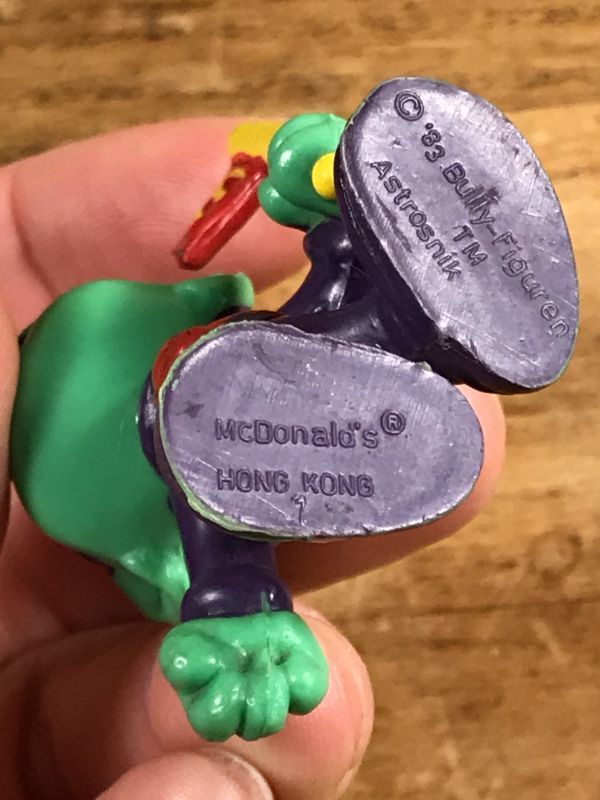 © '83 Bully-Figuren
TM
Astrosnik
McDonald's®
HONG KONG